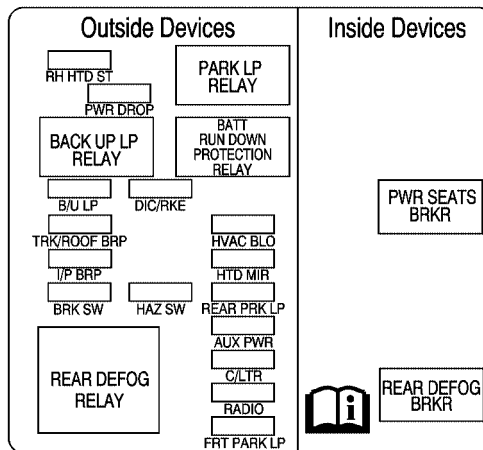 Outside Devices
Inside Devices
RH HTD ST
PWR DROP
PARK LP
RELAY
BACK UP LP
RELAY
BATT
RUN DOWN
PROTECTION
RELAY
B/U LP
DIC/RKE
PWR SEATS
BRKR
TRK/ROOF BRP
HVAC BLO
I/P BRP
HTD MIR
BRK SW
HAZ SW
REAR PRK LP
AUX PWR
REAR DEFOG
RELAY
C/LTR
RADIO
FRT PARK LP
i
REAR DEFOG
BRKR